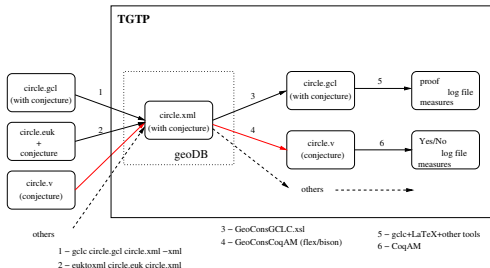 TGTP
circle.gcl
(with conjecture)
1
circle.euk
+
conjecture
2
circle.v
(conjecture)
others
circle.xml
(with conjecture)
geoDB
3
4
circle.gcl
(with conjecture)
circle.v
(conjecture)
others
5
6
proof
log file
measures
Yes/No
log file
measures
1 − gclc circle.gcl circle.xml −xml
2 − euktoxml circle.euk circle.xml
3 − GeoConsGCLC.xsl
4 − GeoConsCoqAM (flex/bison)
5 − gclc+LaTeX+other tools
6 − CoqAM